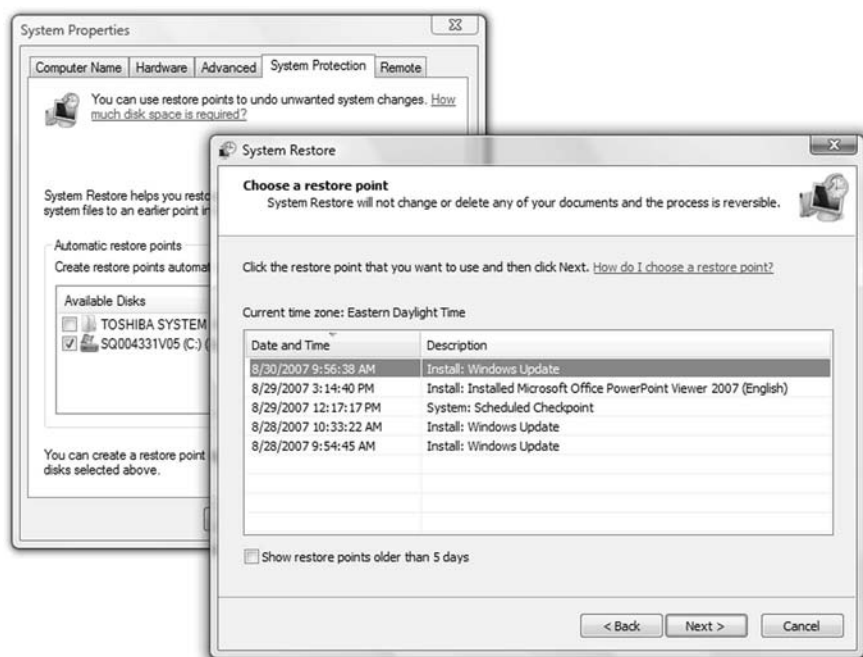 System Properties
Computer Name Hardware Advanced System Protection Remote
You can use restore points to undo unwanted system changes. How
much disk space is required?
System Restore helps you resto
system files to an earlier point in
Automatic restore points
Create restore points automat
Available Disks
TOSHIBA SYSTEM
SQ004331V05 (C:) (
You can create a restore point
disks selected above.
System Restore
Choose a restore point
System Restore will not change or delete any of your documents and the process is reversible.
Click the restore point that you want to use and then click Next. How do I choose a restore point?
Current time zone: Eastern Daylight Time
Date and Time Description
8/30/2007 9:56:38 AM Install: Windows Update
8/29/2007 3:14:40 PM Install: Installed Microsoft Office PowerPoint Viewer 2007 (English)
8/29/2007 12:17:17 PM System: Scheduled Checkpoint
8/28/2007 10:33:22 AM Install: Windows Update
8/28/2007 9:54:45 AM Install: Windows Update
Show restore points older than 5 days
< Back Next > Cancel